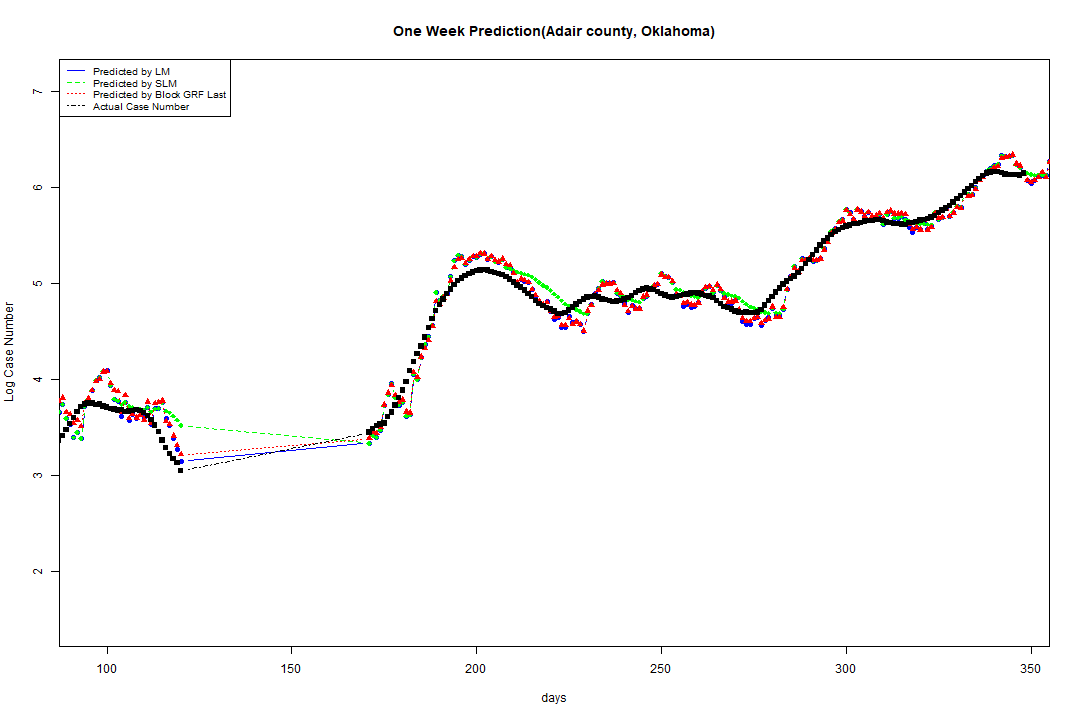 One Week Prediction(Adair county, Oklahoma)
Predicted by LM
Predicted by SLM
Predicted by Block GRF Last
Actual Case Number
7
6
5
4
3
2
Log Case Number
100 150 200 250 300 350
days